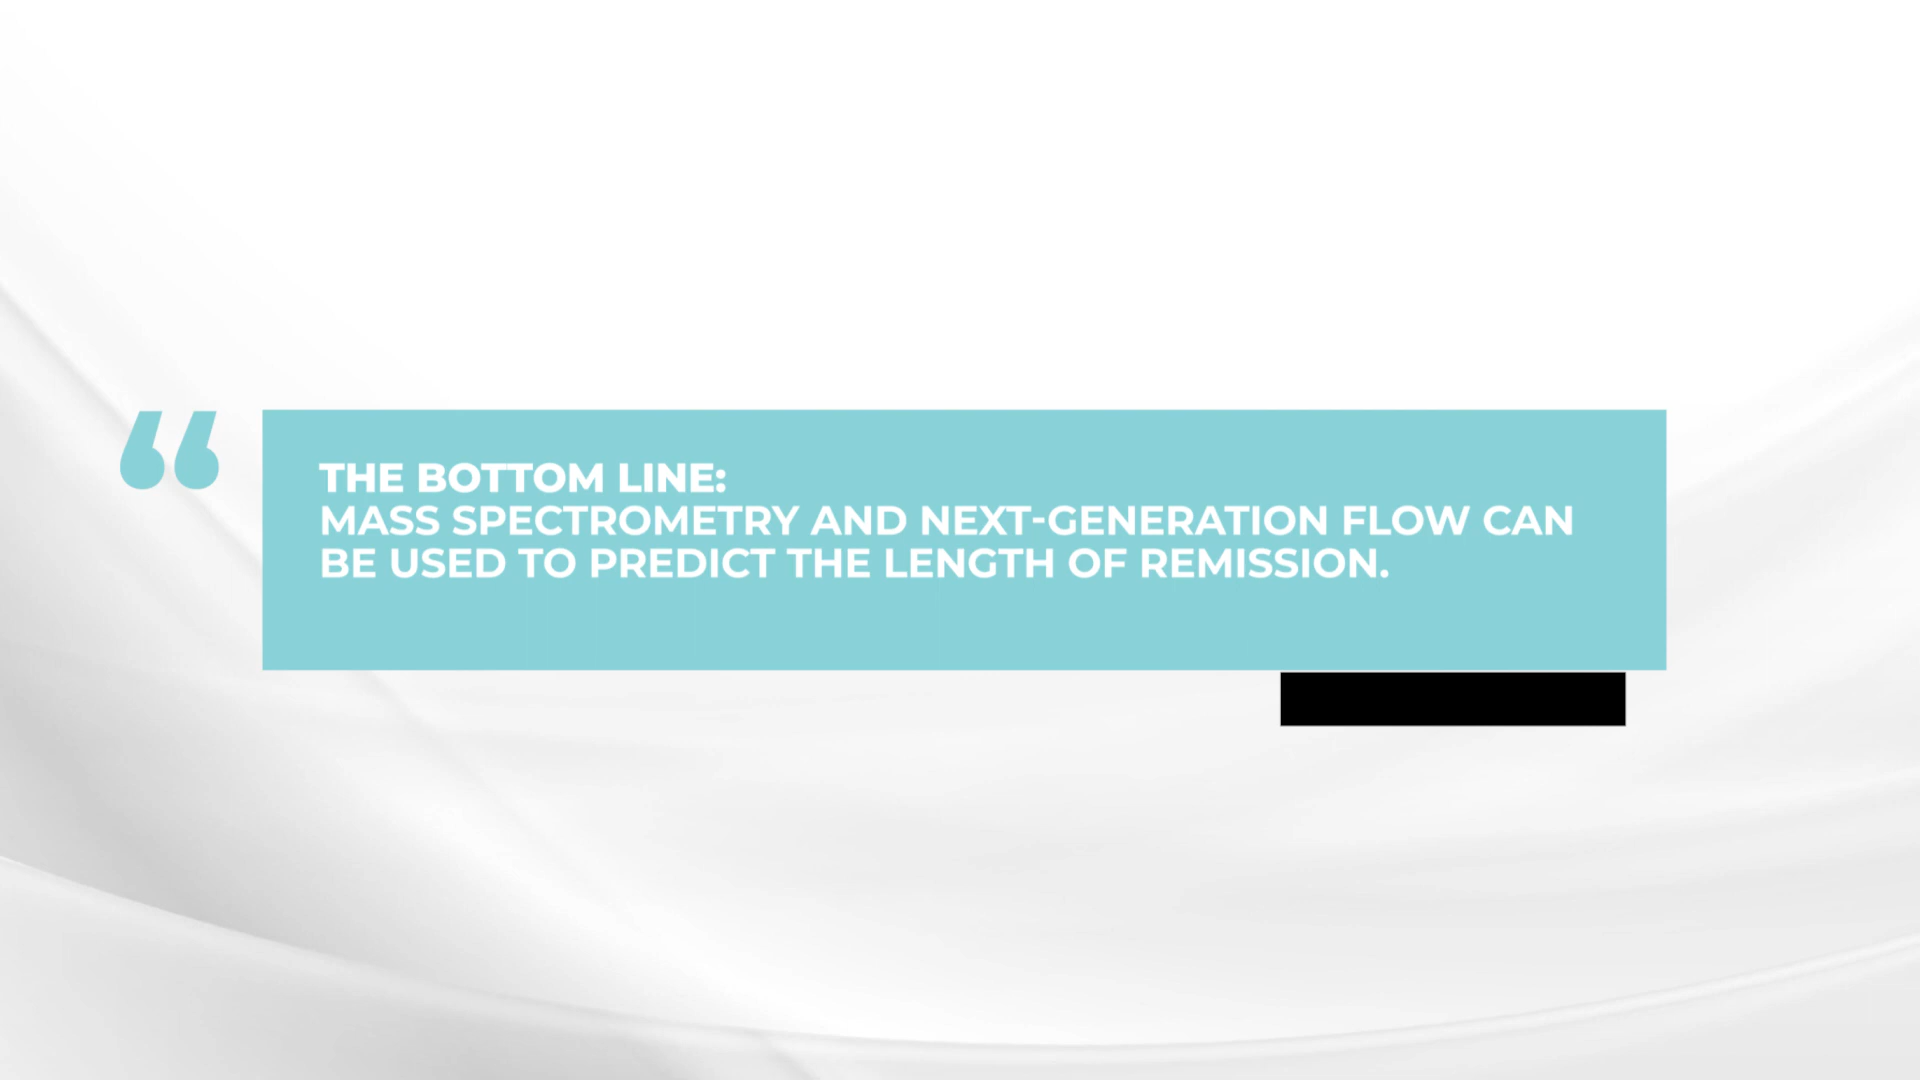 “
THE BOTTOM LINE:
MASS SPECTROMETRY AND NEXT-GENERATION FLOW CAN
BE USED TO PREDICT THE LENGTH OF REMISSION.